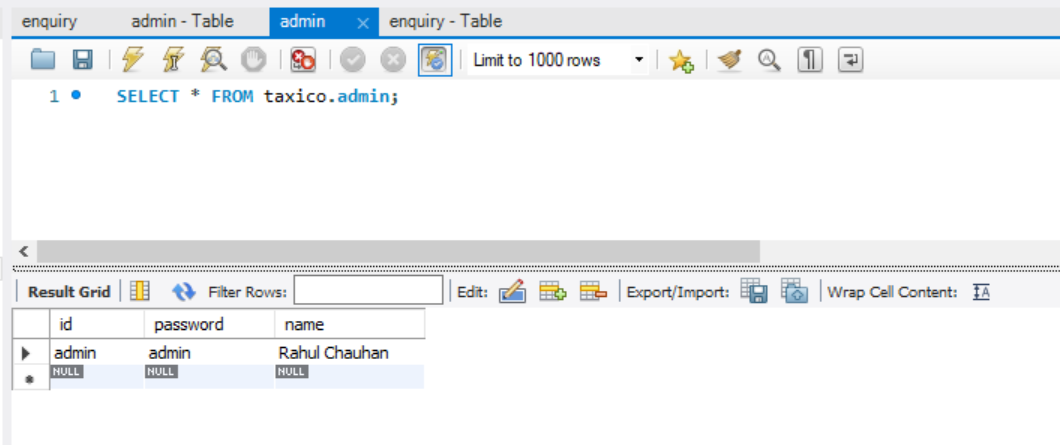 enquiry admin - Table admin × enquiry - Table
Limit to 1000 rows
1 SELECT * FROM taxico.admin;
Result Grid Filter Rows: Edit: Export/Import: Wrap Cell Content: IA
id password name
admin admin Rahul Chauhan
NULL NULL NULL